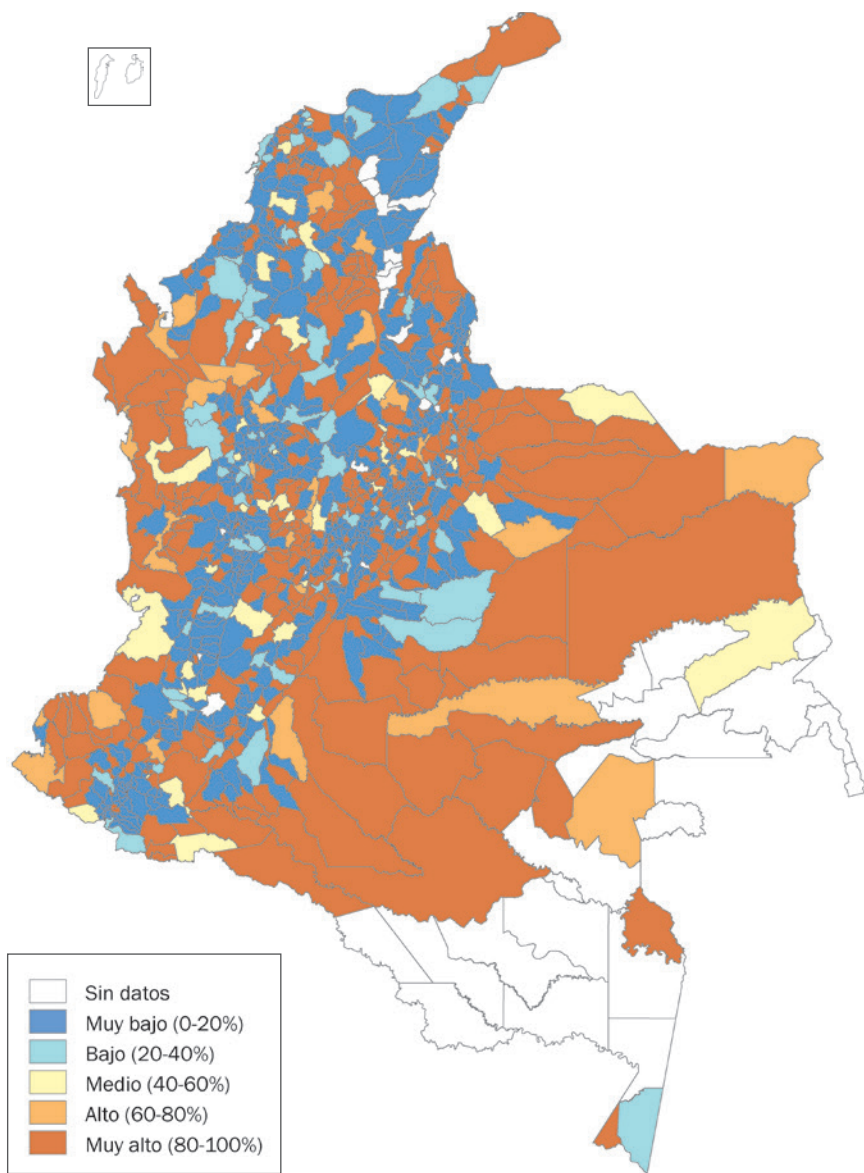 Sin datos
Muy bajo (0-20%)
Bajo (20-40%)
Medio (40-60%)
Alto (60-80%)
Muy alto (80-100%)